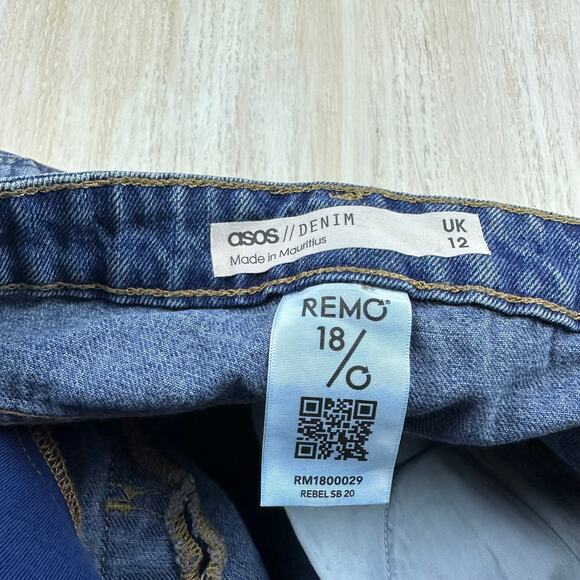 asos // DENIM UK
Made in Mauritius 12
REMO®
18
/O
RM1800029
REBEL SB 20